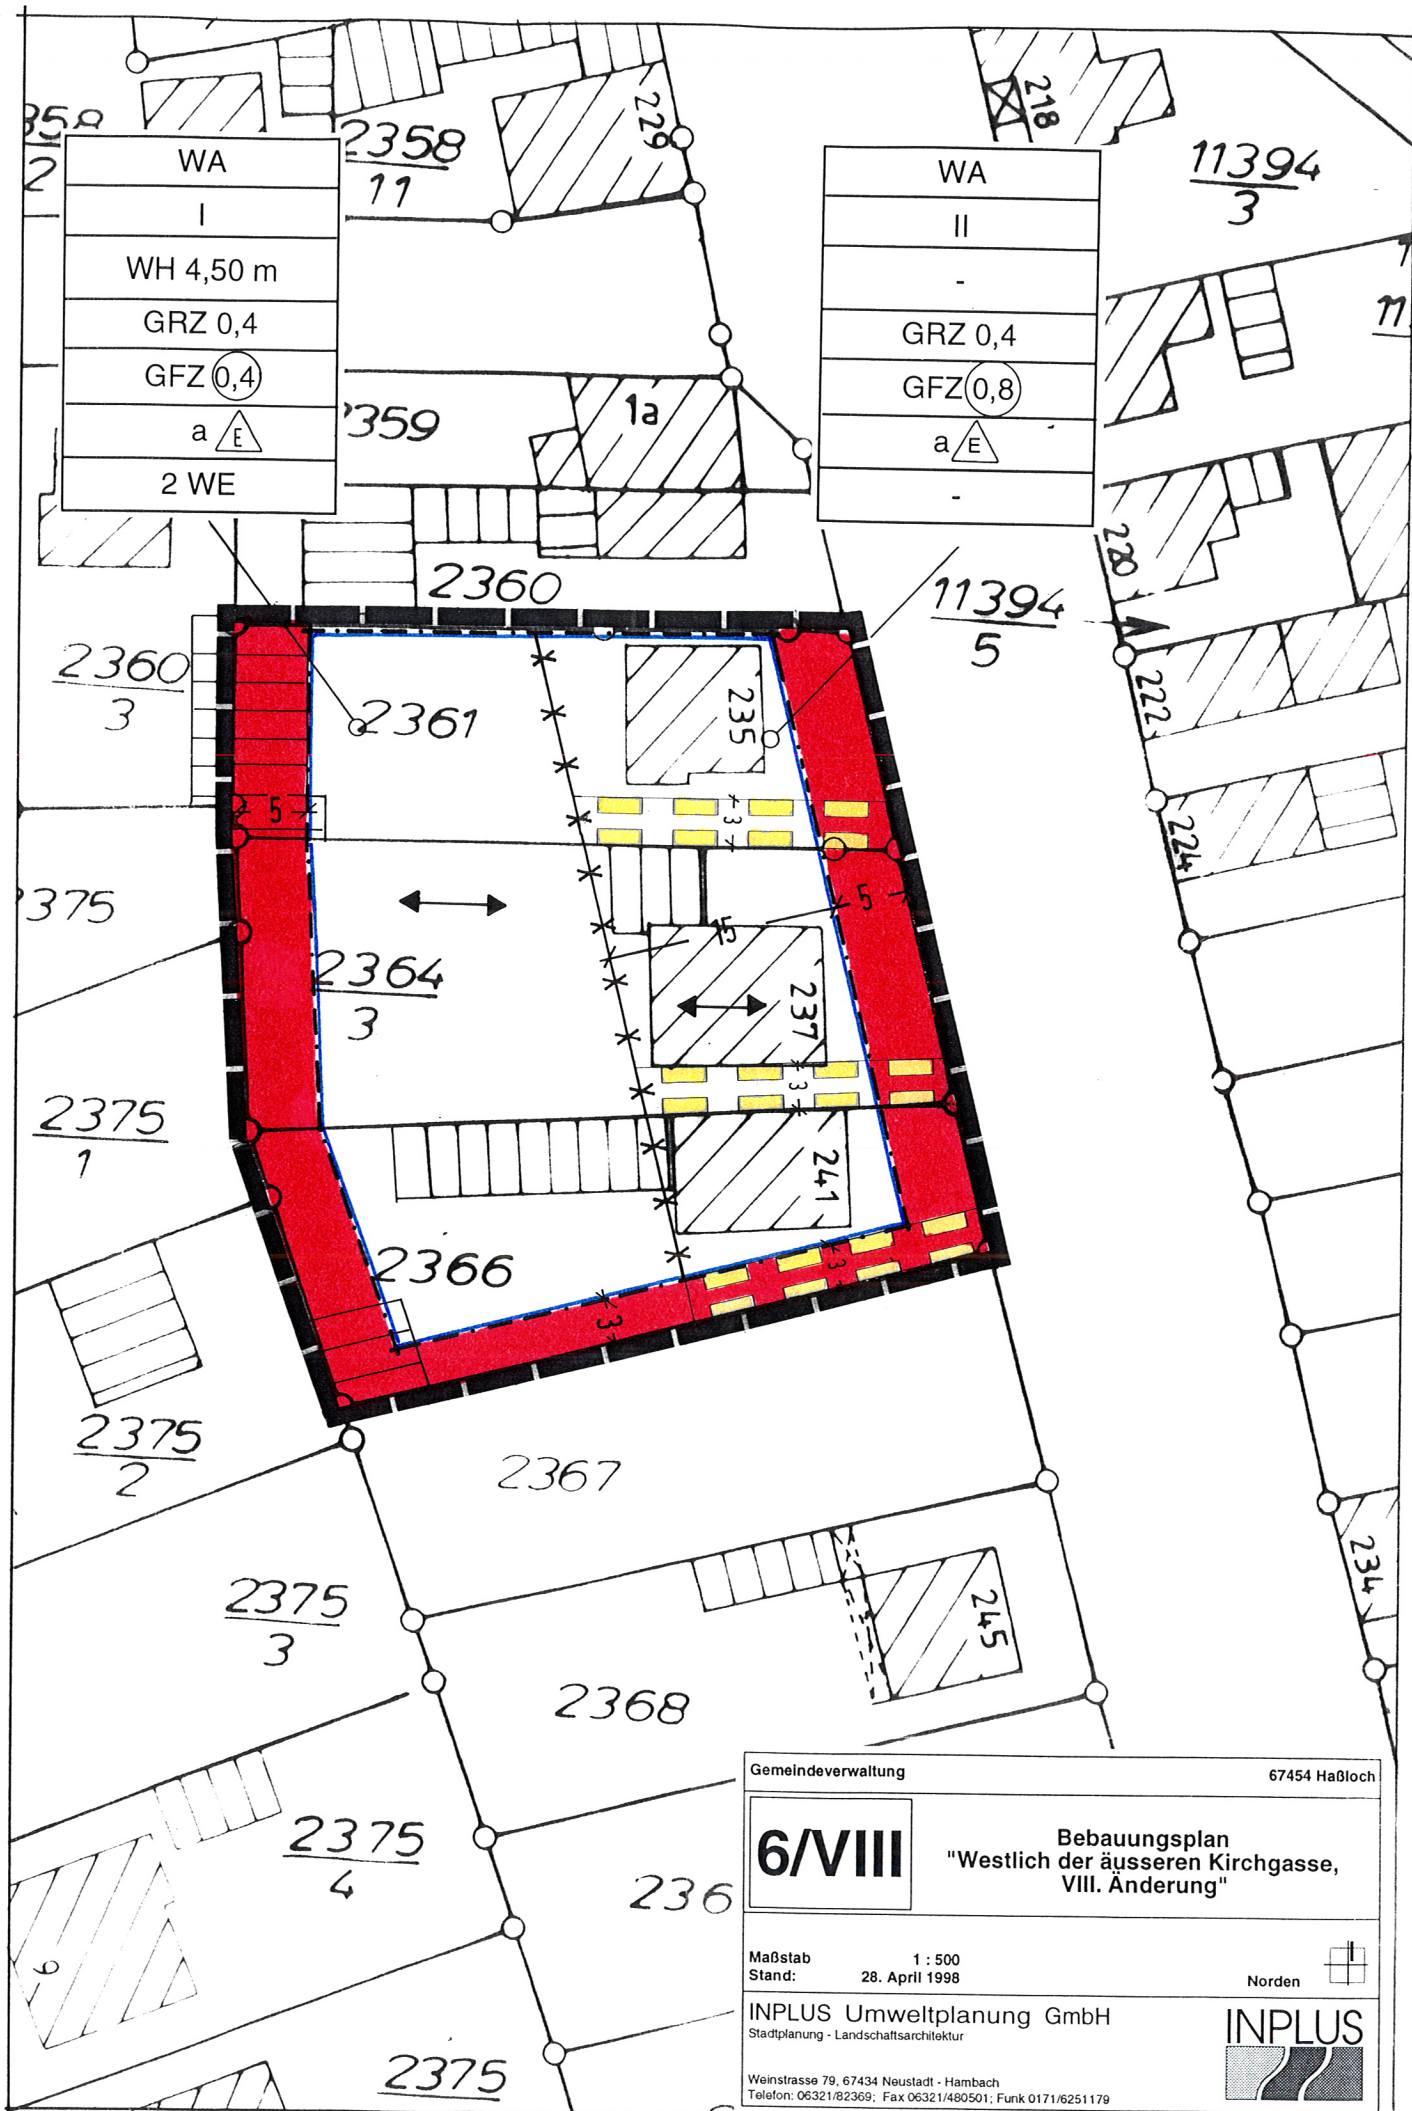 2358
11
229
218
11394
3
WA
I
WH 4,50 m
GRZ 0,4
GFZ 0,4
a E
2 WE
WA
II
-
GRZ 0,4
GFZ 0,8
a E
-
1a
2360
11394
5
220
2360
3
2361
235
222
5
3
224
2375
1
2364
3
5
15
237
3
241
2366
3
3
2375
2
2367
2375
3
245
234
2368
2375
4
236
9
2375
Gemeindeverwaltung 67454 Haßloch
6/VIII
Bebauungsplan
"Westlich der äusseren Kirchgasse,
VIII. Änderung"
Maßstab 1 : 500
Stand: 28. April 1998
Norden
INPLUS Umweltplanung GmbH
Stadtplanung - Landschaftsarchitektur
INPLUS
Weinstrasse 79, 67434 Neustadt - Hambach
Telefon: 06321/82369; Fax 06321/480501; Funk 0171/6251179